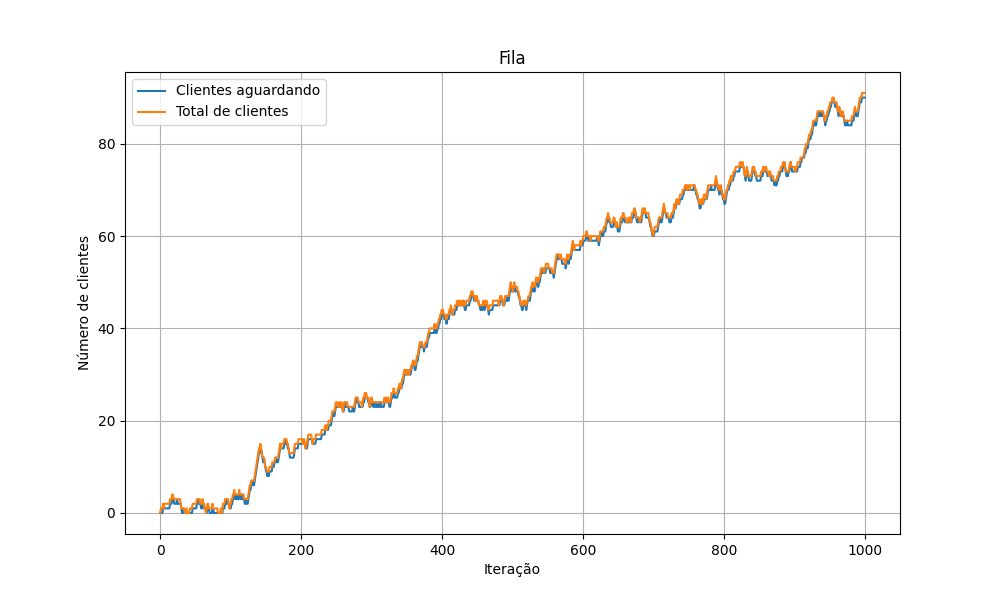 Fila
Clientes aguardando
Total de clientes
Número de clientes
80
60
40
20
0
0 200 400 600 800 1000
Iteração